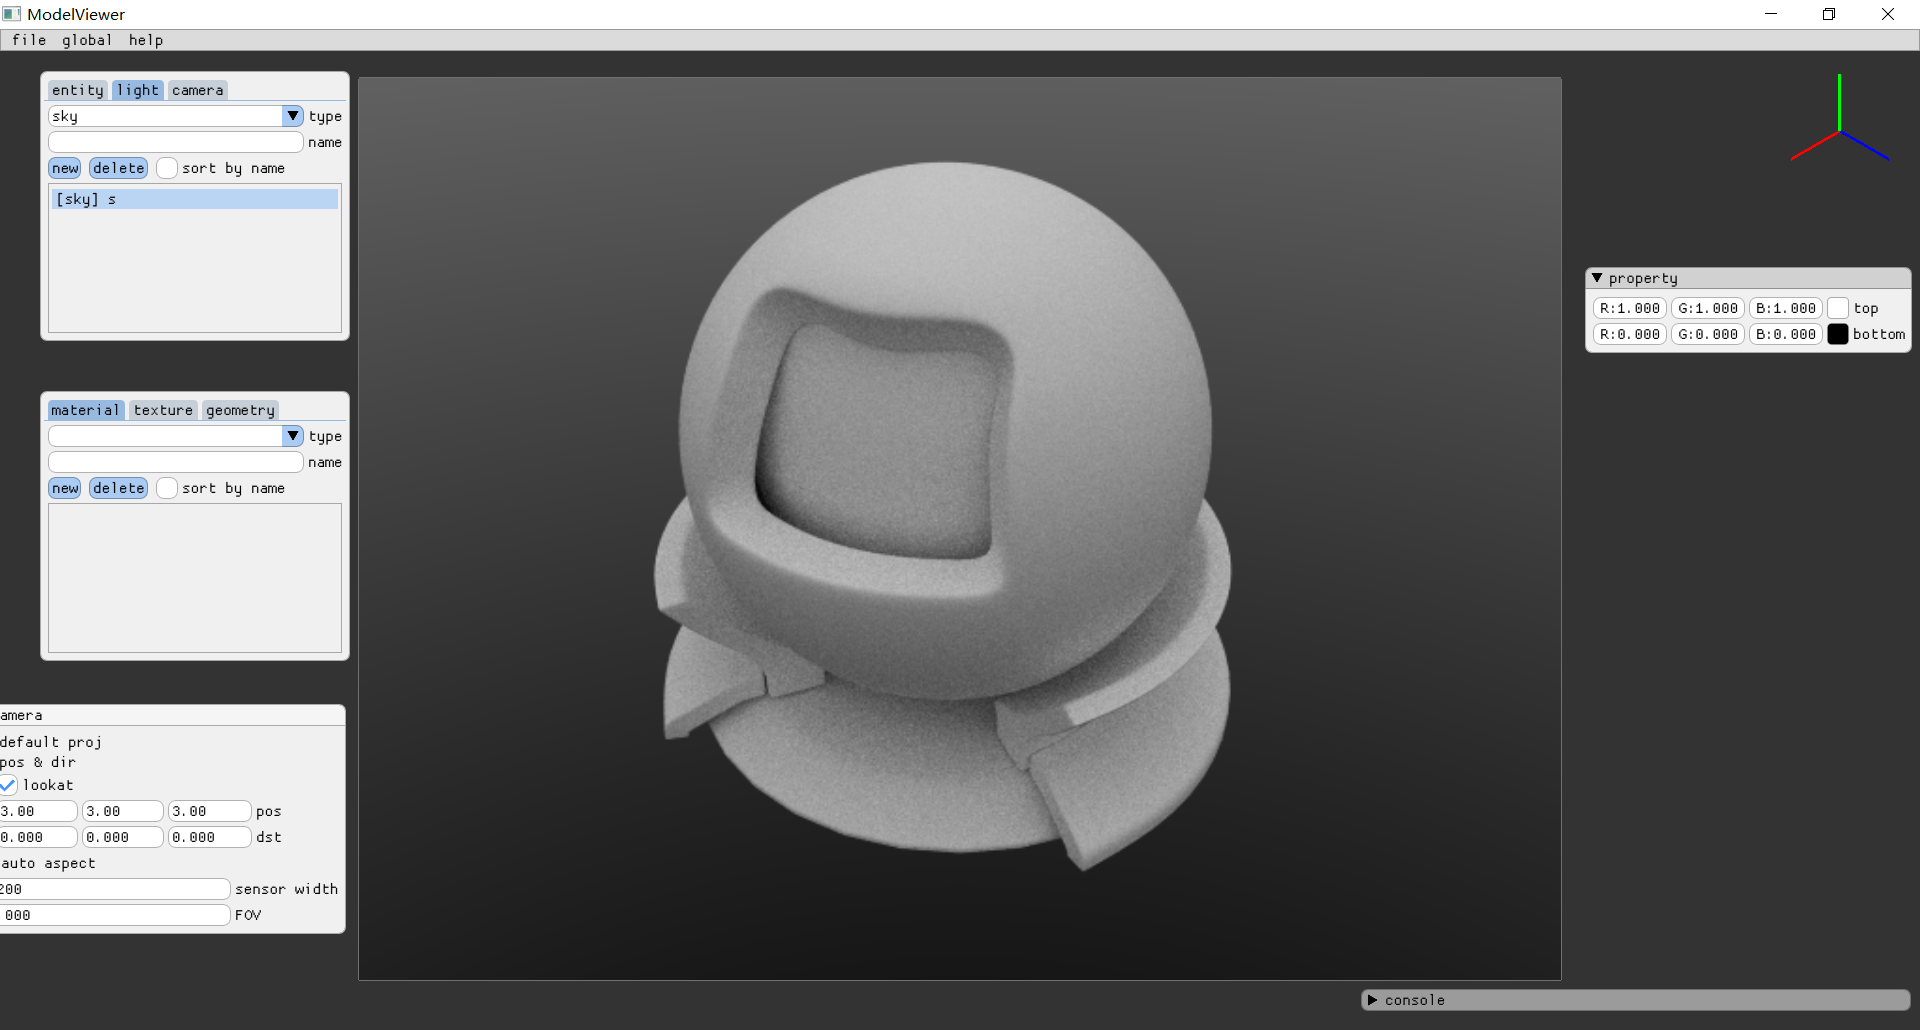 ModelViewer
file global help
entity light camera
sky type
name
new delete sort by name
[sky] s
material texture geometry
type
name
new delete sort by name
amera
default proj
pos & dir
lookat
3.00 3.00 3.00 pos
0.000 0.000 0.000 dst
auto aspect
200 sensor width
000 FOV
property
R:1.000 G:1.000 B:1.000 top
R:0.000 G:0.000 B:0.000 bottom
console